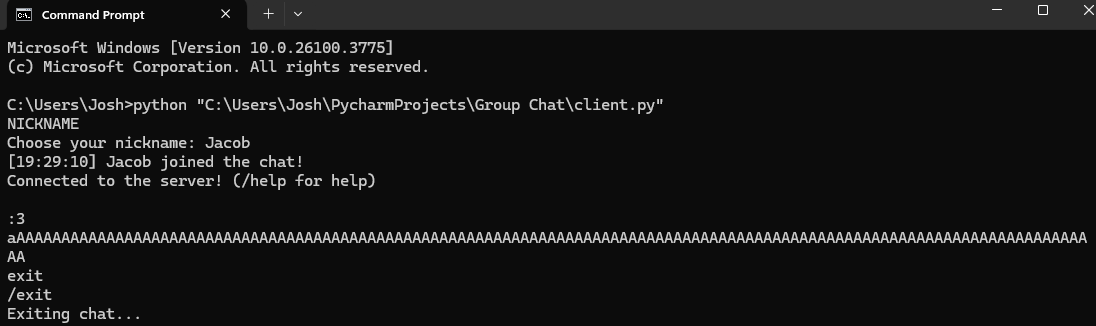 Command Prompt
Microsoft Windows [Version 10.0.26100.3775]
(c) Microsoft Corporation. All rights reserved.
C:\Users\Josh>python "C:\Users\Josh\PycharmProjects\Group Chat\client.py"
NICKNAME
Choose your nickname: Jacob
[19:29:10] Jacob joined the chat!
Connected to the server! (/help for help)
:3
aAAAAAAAAAAAAAAAAAAAAAAAAAAAAAAAAAAAAAAAAAAAAAAAAAAAAAAAAAAAAAAAAAAAAAAAAAAAAAAAAAAAAAAAAAAAAAAAAAAAAAAAAAAAAAAAAAAAA
AA
exit
/exit
Exiting chat...